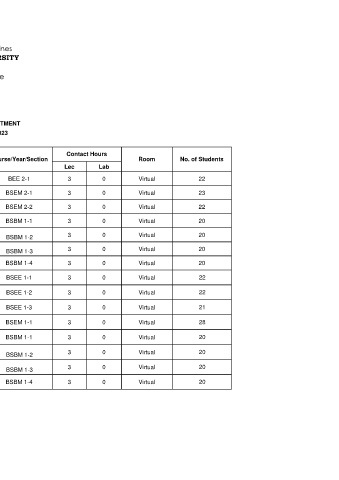 nes
RSITY
e
TMENT
023
urse/Year/Section Contact Hours Room No. of Students
Lec Lab
BEE 2-1 3 0 Virtual 22
BSEM 2-1 3 0 Virtual 23
BSEM 2-2 3 0 Virtual 22
BSBM 1-1 3 0 Virtual 20
BSBM 1-2 3 0 Virtual 20
BSBM 1-3 3 0 Virtual 20
BSBM 1-4 3 0 Virtual 20
BSEE 1-1 3 0 Virtual 22
BSEE 1-2 3 0 Virtual 22
BSEE 1-3 3 0 Virtual 21
BSEM 1-1 3 0 Virtual 28
BSBM 1-1 3 0 Virtual 20
BSBM 1-2 3 0 Virtual 20
BSBM 1-3 3 0 Virtual 20
BSBM 1-4 3 0 Virtual 20